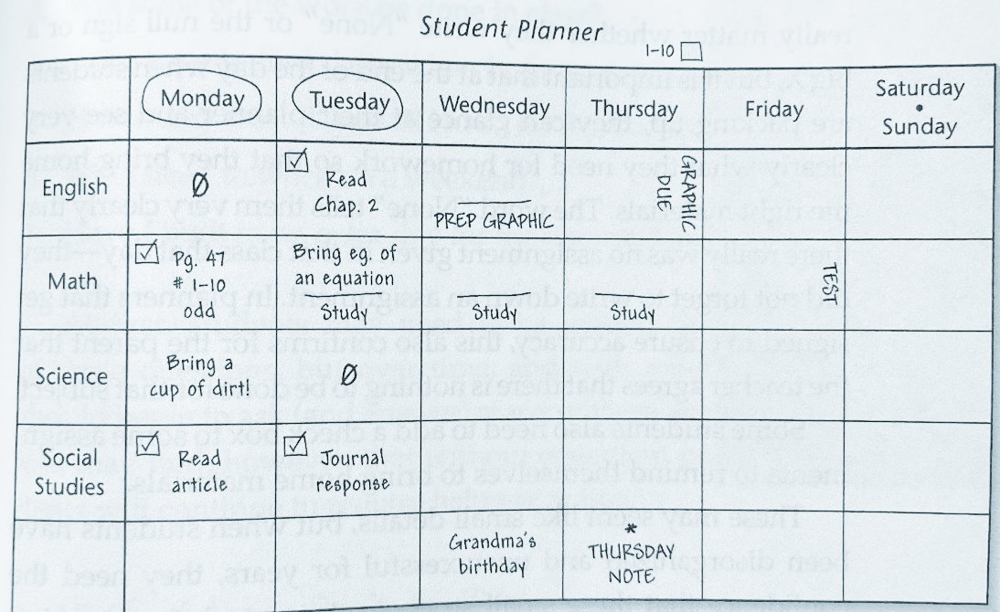 Student Planner
1-10
Monday
Tuesday
Wednesday
Thursday
Friday
Saturday
•
Sunday
English
Ø
Read
Chap. 2
PREP GRAPHIC
GRAPHIC
DUE
Math
Pg. 47
# 1-10
odd
Bring e.g. of
an equation
Study
Study
Study
TEST
Science
Bring a
cup of dirt!
Ø
Social
Studies
Read
article
Journal
response
Grandma's
birthday
*
THURSDAY
NOTE